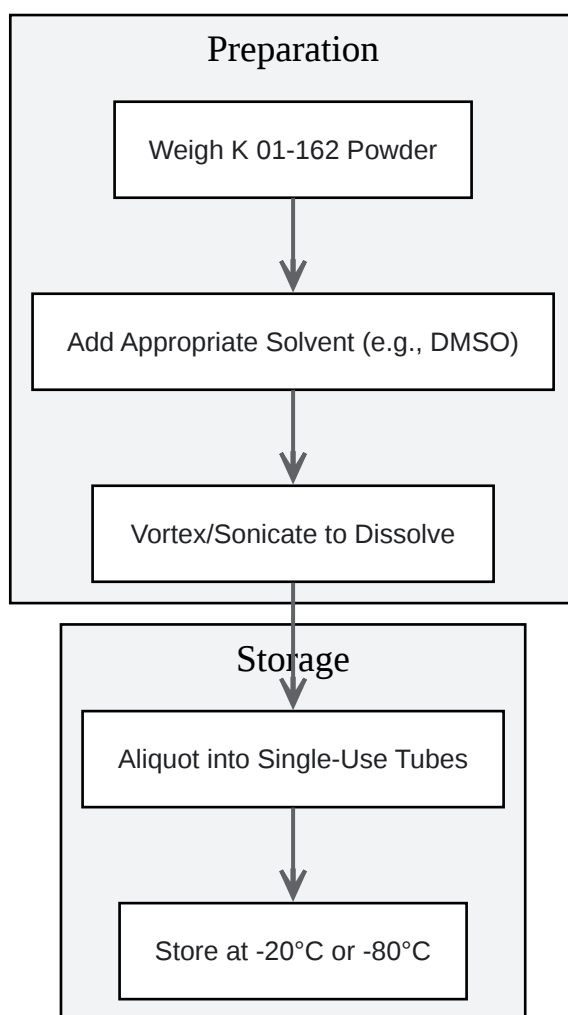 Preparation
Weigh K 01-162 Powder
Add Appropriate Solvent (e.g., DMSO)
Vortex/Sonicate to Dissolve
Storage
Aliquot into Single-Use Tubes
Store at -20°C or -80°C